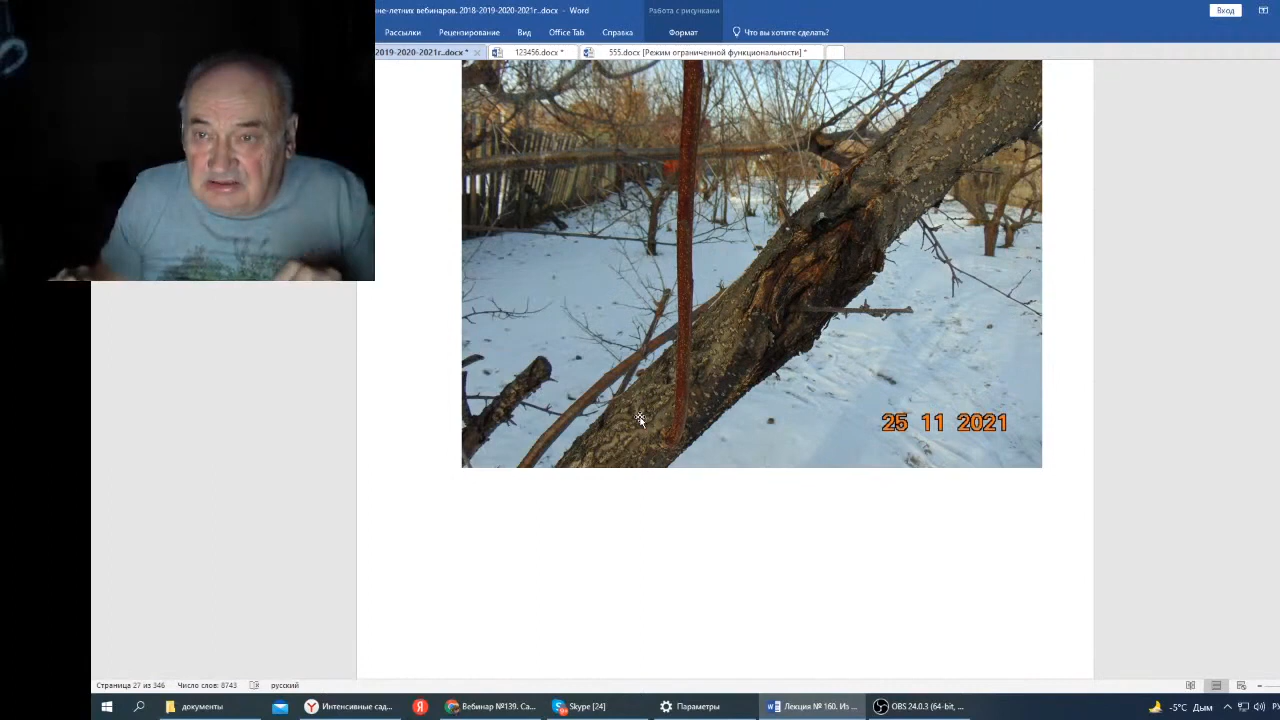 не-летних вебинаров. 2018-2019-2020-2021г..docx - Word
Работа с рисунками
Вход
Рассылки Рецензирование Вид Office Tab Справка Формат Что вы хотите сделать?
2019-2020-2021г..docx *
123456.docx *
555.docx [Режим ограниченной функциональности] *
25 11 2021
Страница 27 из 346 Число слов: 8743 русский
документы
Интенсивные сад...
Я
Вебинар №139. Са...
Skype [24]
Параметры
Лекция № 160. Из ...
OBS 24.0.3 (64-bit, ...
-5°C Дым